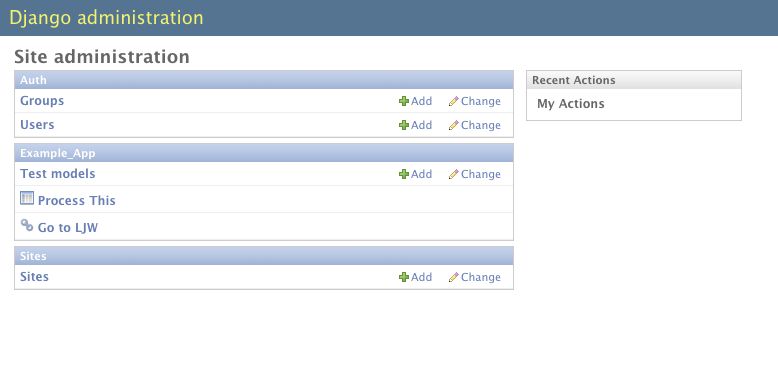 Django administration
Site administration
Auth
Groups Add Change
Users Add Change
Example_App
Test models Add Change
Process This
Go to LJW
Sites
Sites Add Change
Recent Actions
My Actions